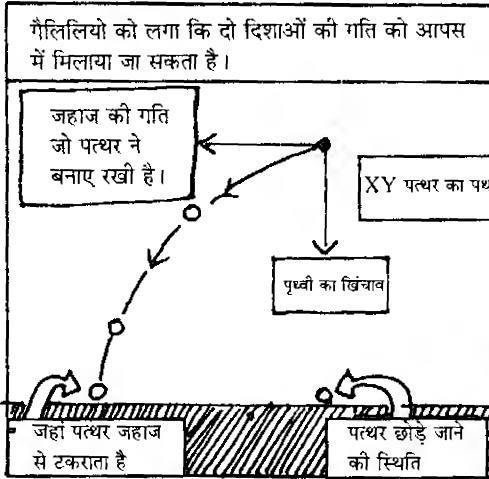 गैलिलियो को लगा कि दो दिशाओं की गति को आपस
में मिलाया जा सकता है।
जहाज की गति
जो पत्थर ने
बनाए रखी है।
XY पत्थर का पथ
पृथ्वी का खिंचाव
जहां पत्थर जहाज
से टकराता है
पत्थर छोड़े जाने
की स्थिति